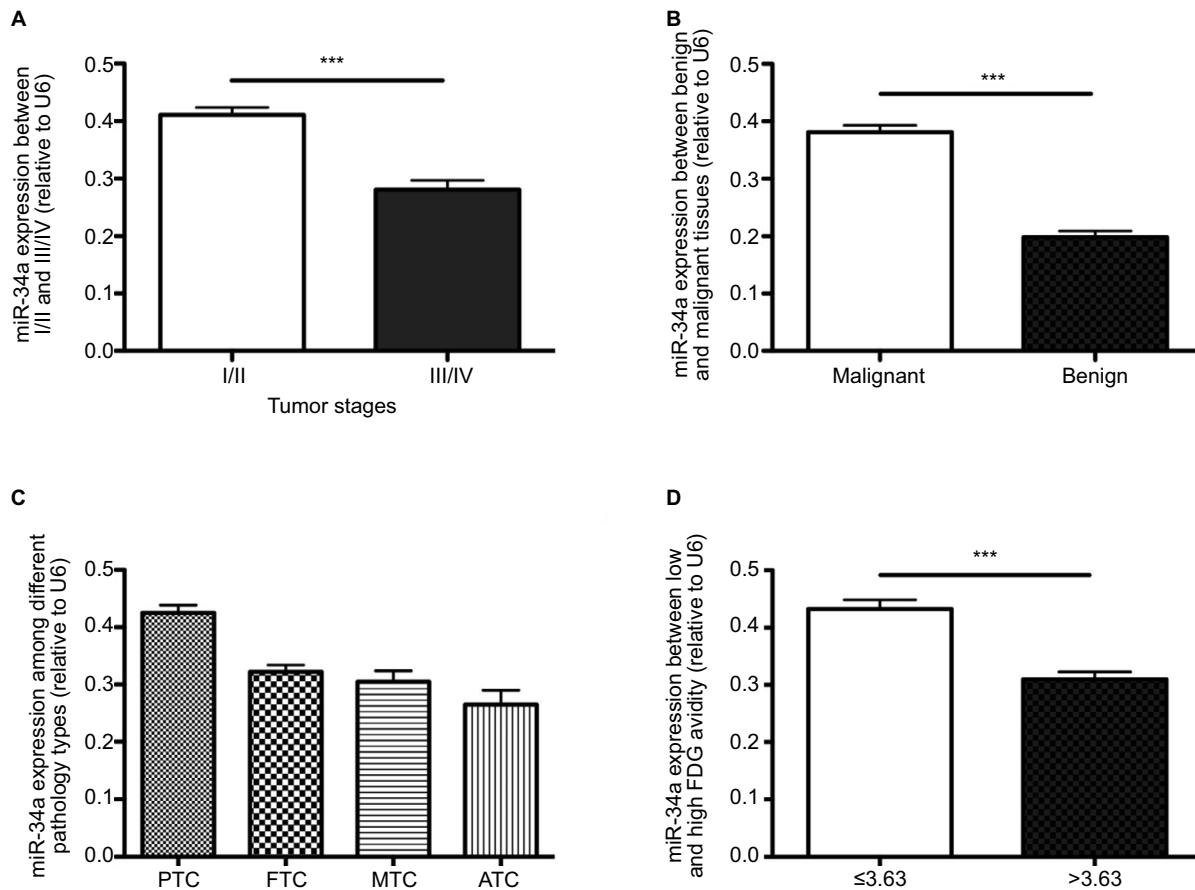 A
miR-34a expression between
I/II and III/IV (relative to U6)
0.5
0.4
0.3
0.2
0.1
0.0
***
I/II III/IV
Tumor stages
B
miR-34a expression between benign
and malignant tissues (relative to U6)
0.5
0.4
0.3
0.2
0.1
0.0
***
Malignant Benign
C
miR-34a expression among different
pathology types (relative to U6)
0.5
0.4
0.3
0.2
0.1
0.0
PTC FTC MTC ATC
D
miR-34a expression between low
and high FDG avidity (relative to U6)
0.5
0.4
0.3
0.2
0.1
0.0
***
≤3.63 >3.63